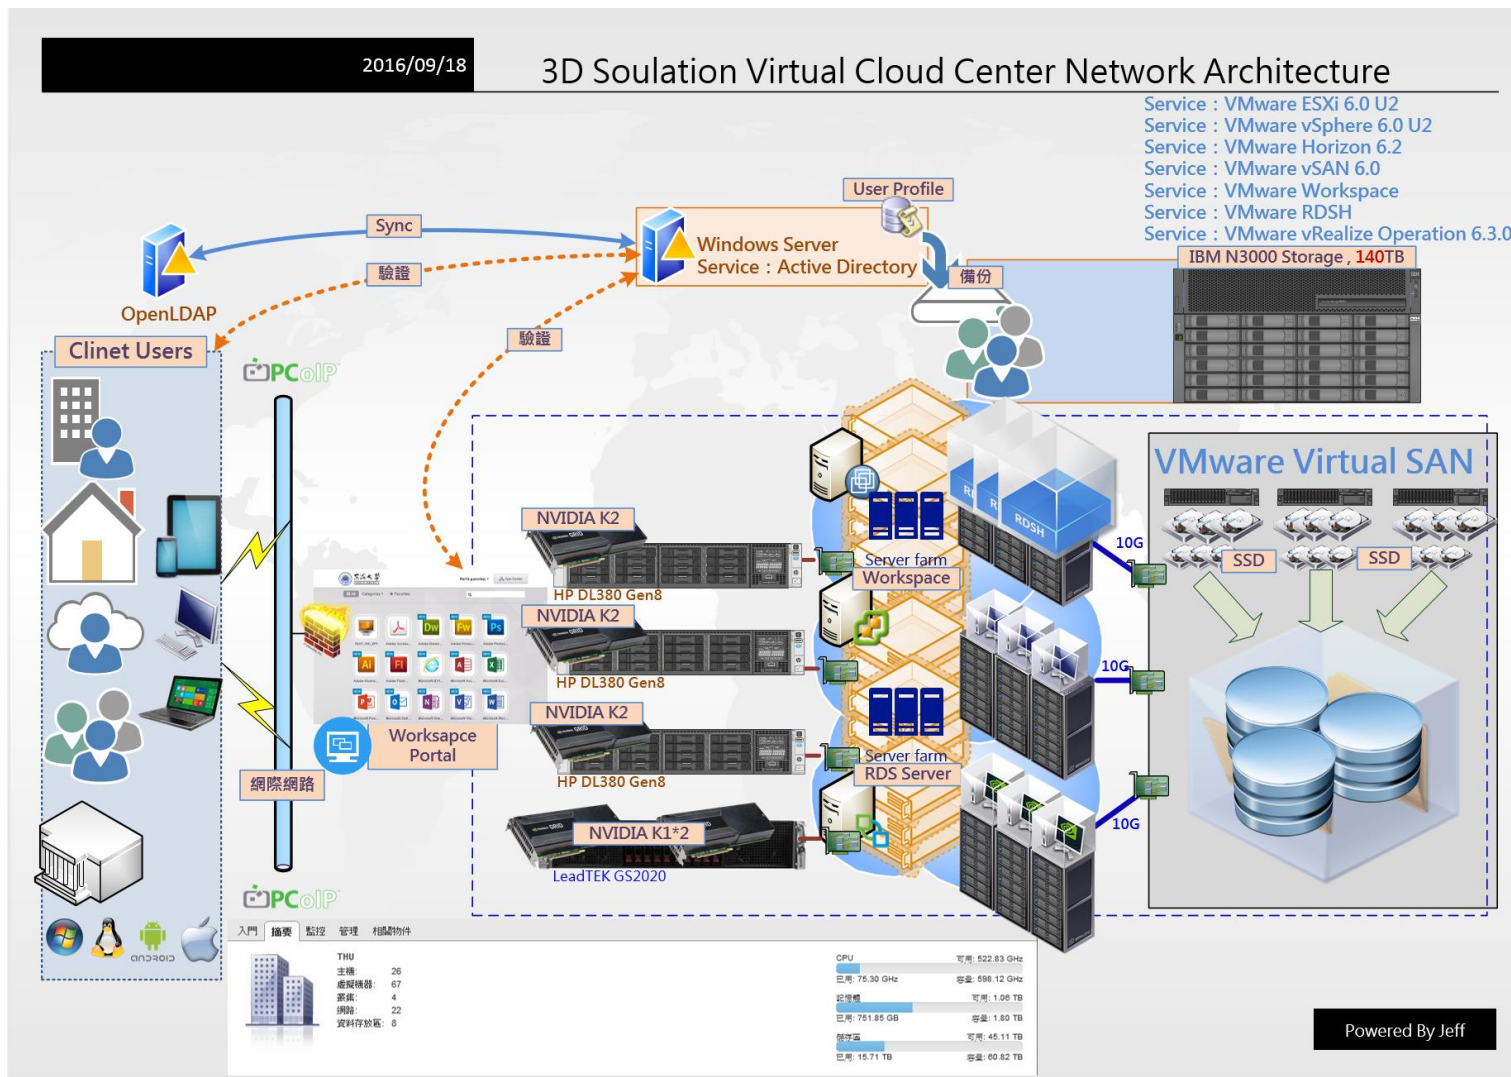 2016/09/18
3D Soulation Virtual Cloud Center Network Architecture
Service：VMware ESXi 6.0 U2
Service：VMware vSphere 6.0 U2
Service：VMware Horizon 6.2
Service：VMware vSAN 6.0
Service：VMware Workspace
Service：VMware RDSH
Service：VMware vRealize Operation 6.3.0
User Profile
Sync
Windows Server
Service：Active Directory
驗證
備份
IBM N3000 Storage , 140TB
OpenLDAP
驗證
Clinet Users
PCoIP
VMware Virtual SAN
RDSH
NVIDIA K2
10G
SSD
SSD
Server farm
Workspace
HP DL380 Gen8
NVIDIA K2
10G
HP DL380 Gen8
NVIDIA K2
Worksapce
Portal
Server farm
RDS Server
HP DL380 Gen8
網際網路
NVIDIA K1*2
10G
LeadTEK GS2020
PCoIP
ANDROID
入門 摘要 監控 管理 相關物件
THU
主機: 26
虛擬機器: 67
叢集: 4
網路: 22
資料存放區: 8
CPU 可用: 522.83 GHz
已用: 75.30 GHz 容量: 598.12 GHz
記憶體 可用: 1.06 TB
已用: 751.85 GB 容量: 1.80 TB
儲存區 可用: 45.11 TB
已用: 15.71 TB 容量: 60.82 TB
Powered By Jeff